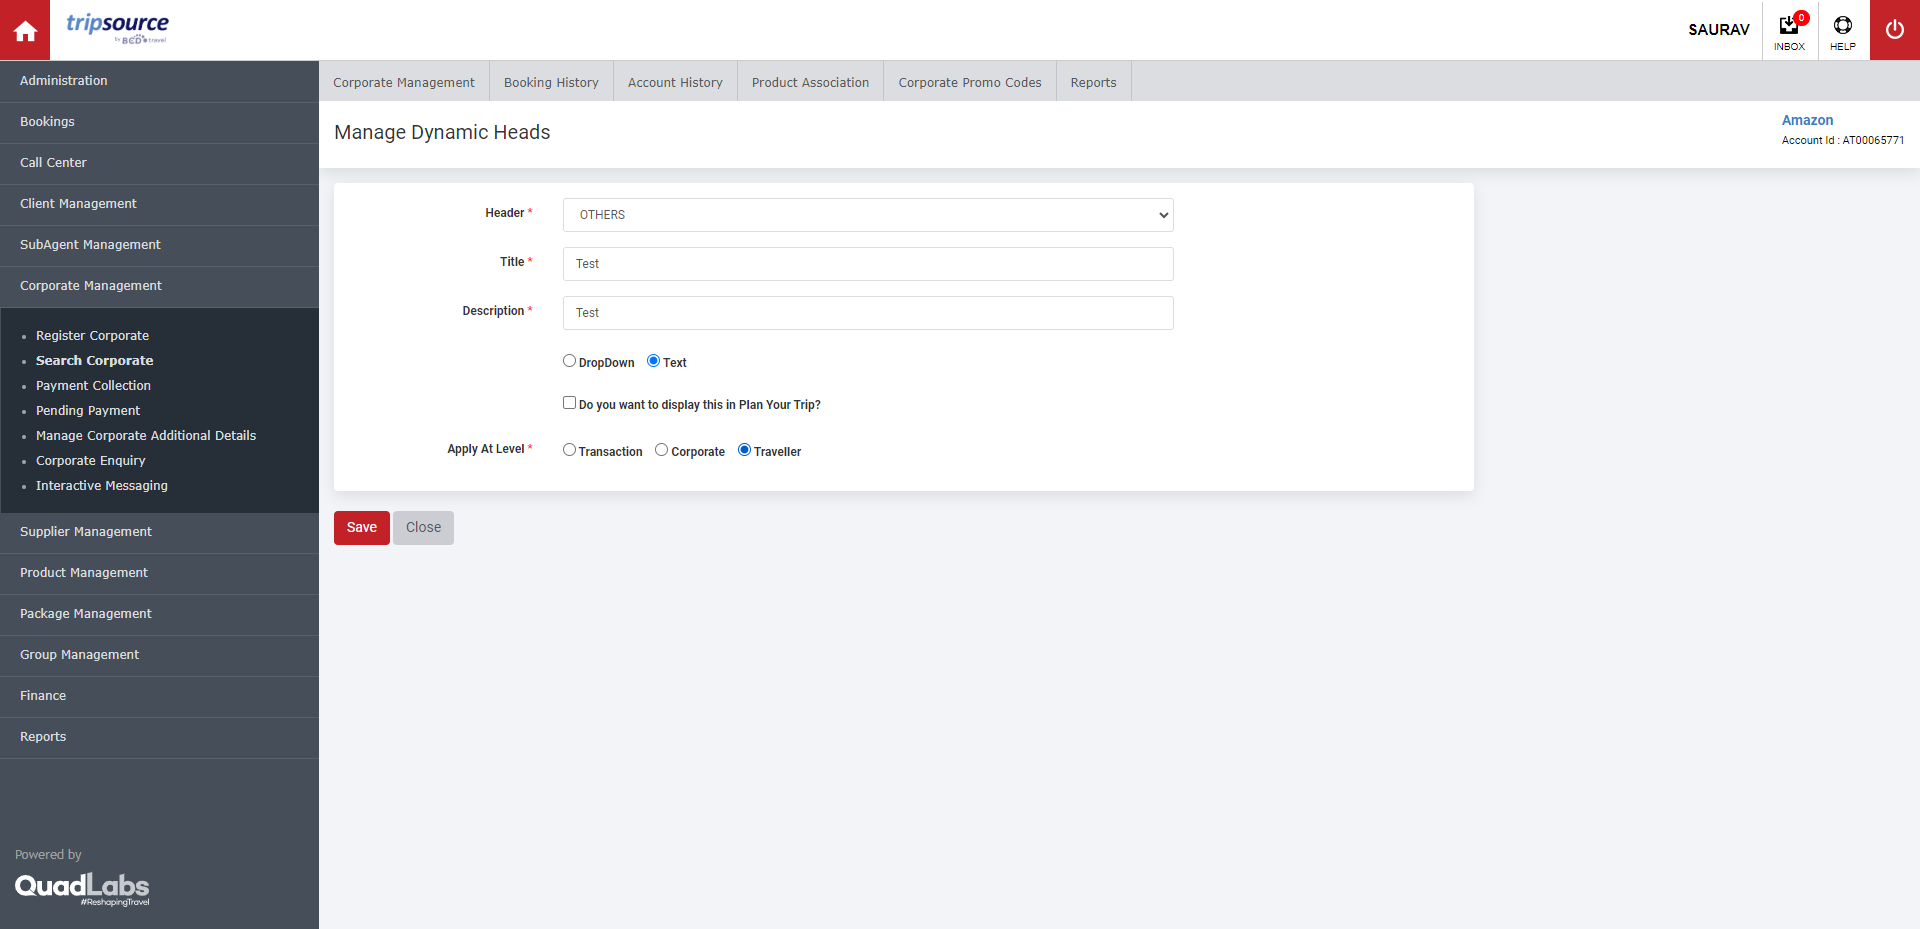 tripsource
by BCD travel
SAURAV
0
INBOX
HELP
Administration
Bookings
Call Center
Client Management
SubAgent Management
Corporate Management
Register Corporate
Search Corporate
Payment Collection
Pending Payment
Manage Corporate Additional Details
Corporate Enquiry
Interactive Messaging
Supplier Management
Product Management
Package Management
Group Management
Finance
Reports
Powered by
QuadLabs
#ReshapingTravel
Corporate Management
Booking History
Account History
Product Association
Corporate Promo Codes
Reports
Manage Dynamic Heads
Amazon
Account Id : AT00065771
Header *
OTHERS
Title *
Test
Description *
Test
DropDown
Text
Do you want to display this in Plan Your Trip?
Apply At Level *
Transaction
Corporate
Traveller
Save
Close